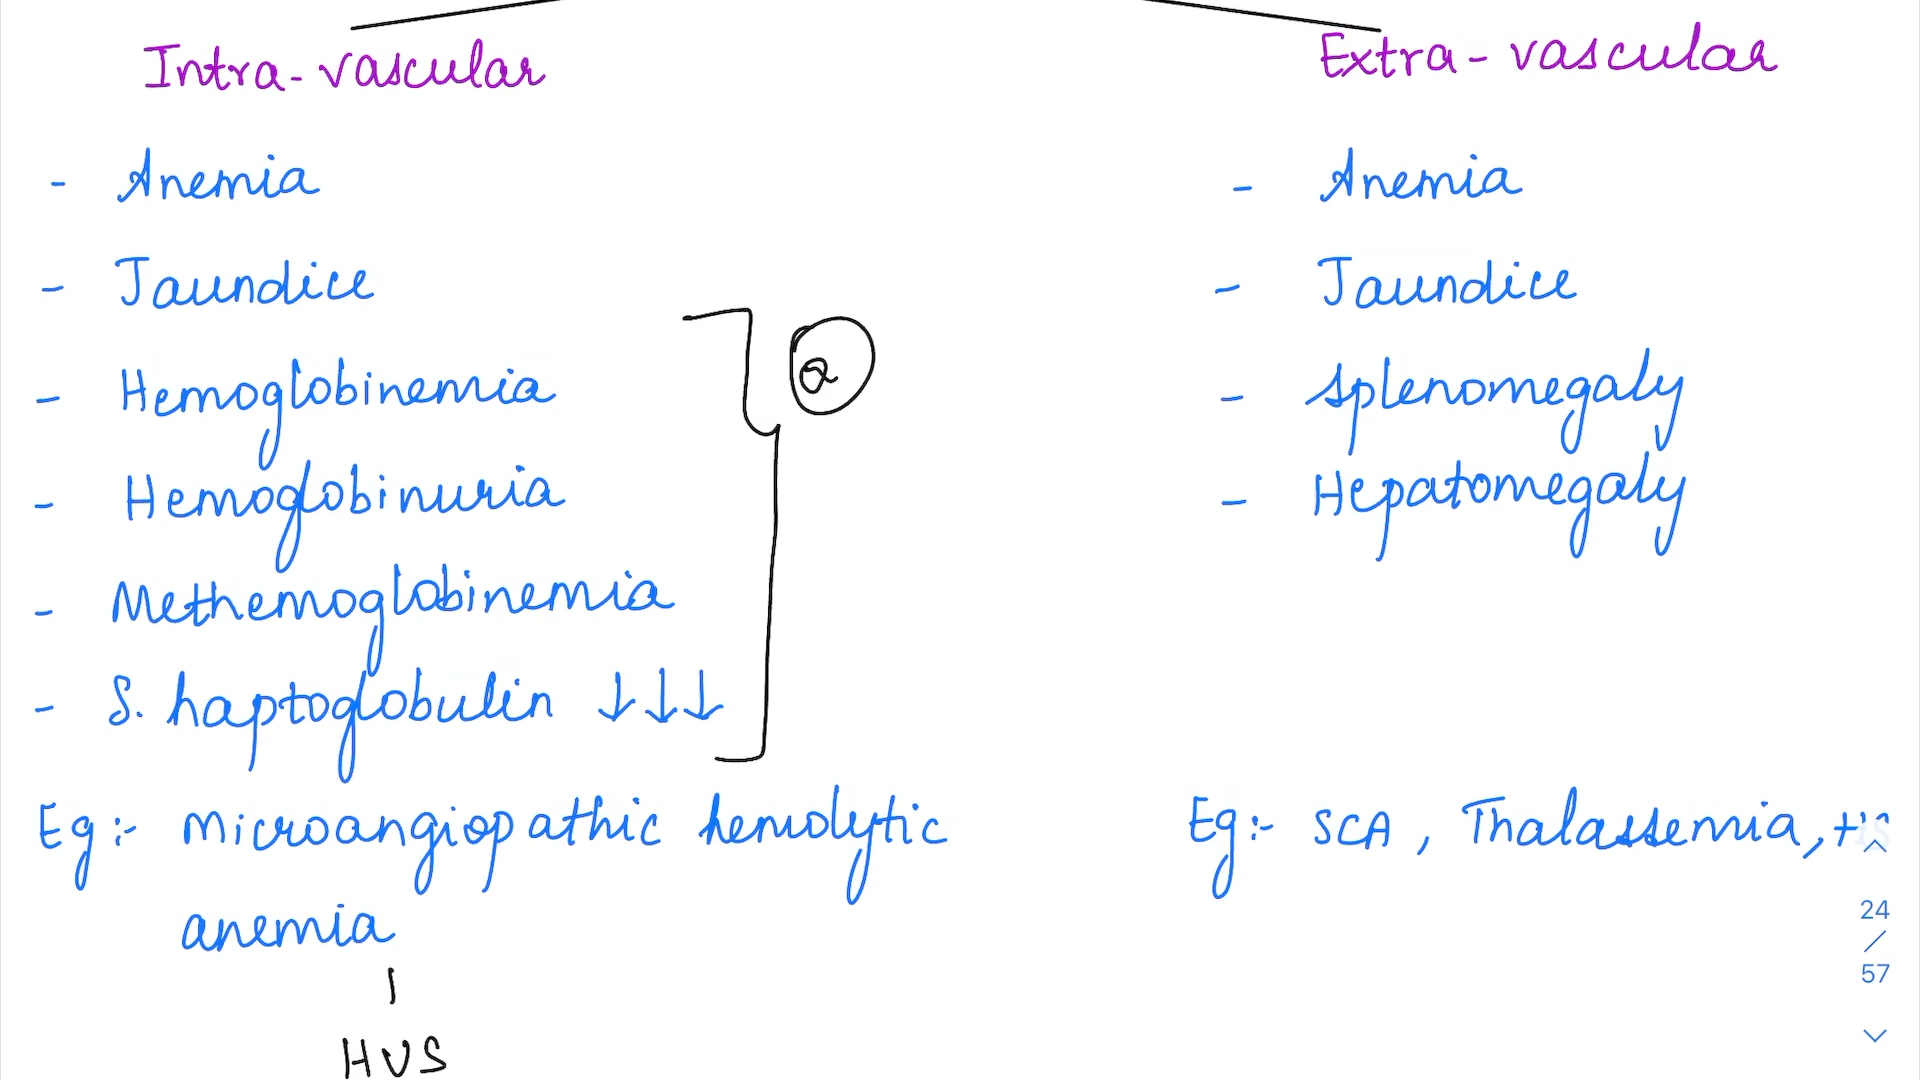 Intra-vascular
- Anemia
- Jaundice
- Hemoglobinemia
- Hemoglobinuria
- Methemoglobinemia
- S. haptoglobulin ↓↓↓
Eg:- microangiopathic hemolytic
anemia
HUS
Extra-vascular
- Anemia
- Jaundice
- Splenomegaly
- Hepatomegaly
Eg:- SCA, Thalassemia,
24
/
57